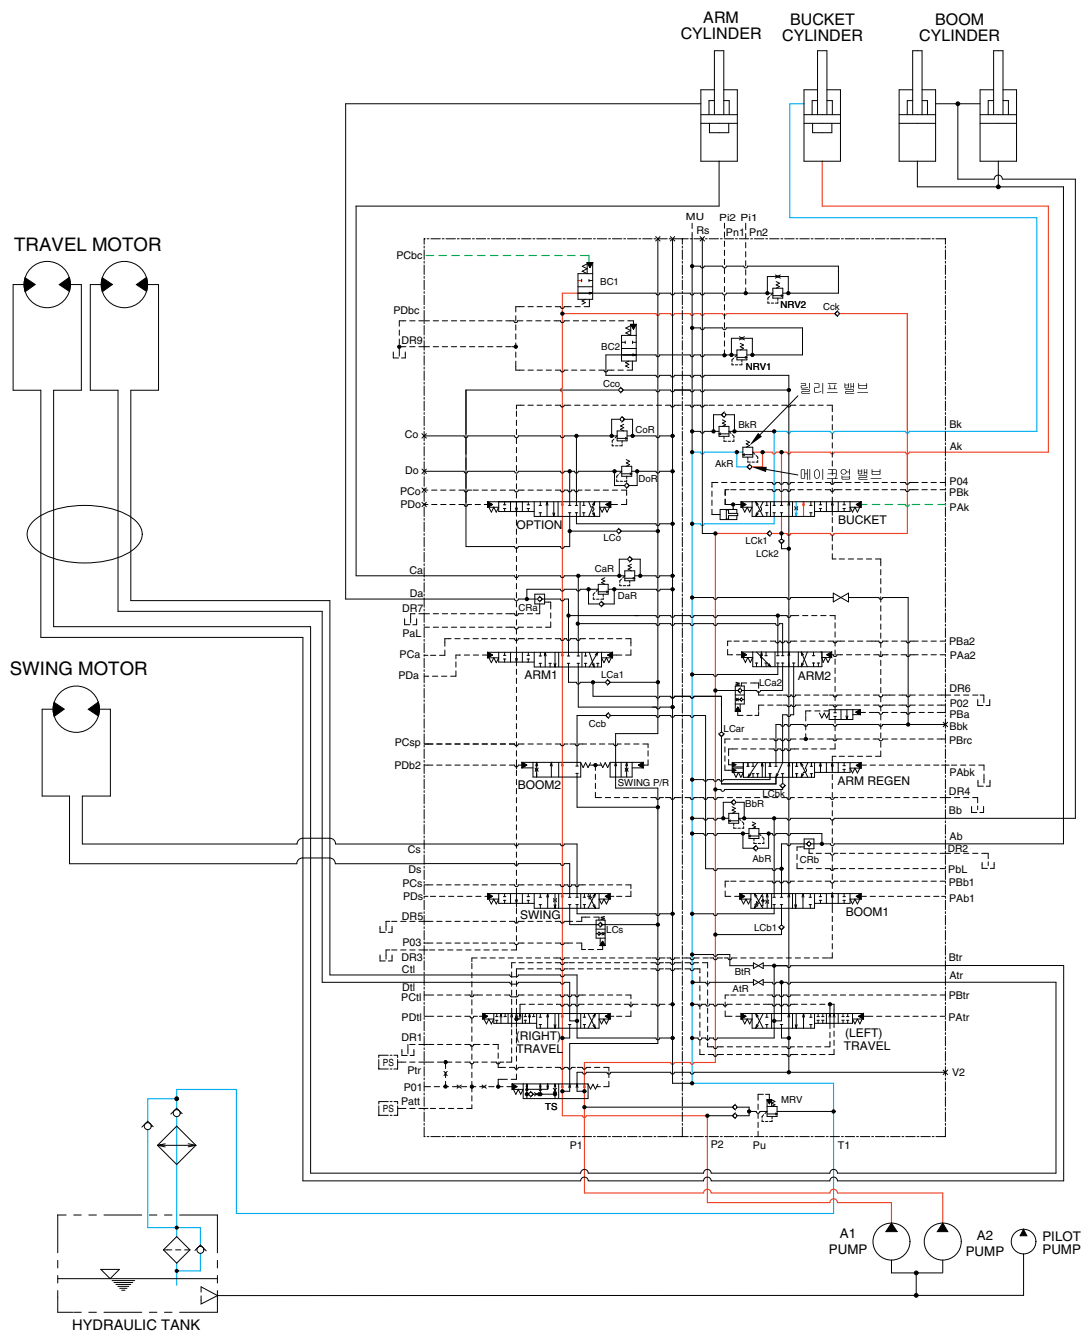 ARM
CYLINDER
BUCKET
CYLINDER
BOOM
CYLINDER
TRAVEL MOTOR
MU
Rs
Pi2
Pi1
Pn1
Pn2
PCbc
BC1
NRV2
Cck
PDbc
DR9
BC2
NRV1
Cco
릴리프 밸브
Co
CoR
BkR
Bk
Ak
Do
DoR
AkR
메이크업 밸브
PCo
PDo
OPTION
P04
PBk
PAk
BUCKET
LCo
LCk1
LCk2
Ca
CaR
Da
DaR
DR7
CRa
PaL
PCa
PDa
ARM1
LCa1
PBa2
PAa2
ARM2
LCa2
DR6
P02
PBa
Bbk
PBrc
SWING MOTOR
Ccb
LCar
PCsp
PDb2
BOOM2
SWING P/R
LCbk
ARM REGEN
PAbk
DR4
Bb
BbR
AbR
CRb
Ab
DR2
PbL
Cs
Ds
PCs
PDs
SWING
PBb1
PAb1
BOOM1
DR5
LCs
P03
DR3
LCb1
Ctl
Dtl
PCtl
PDtl
(RIGHT)
TRAVEL
BtR
AtR
Btr
Atr
PBtr
PAtr
(LEFT)
TRAVEL
DR1
PS
Ptr
P01
PS
Patt
TS
V2
MRV
P1
P2
Pu
T1
A1
PUMP
A2
PUMP
PILOT
PUMP
HYDRAULIC TANK